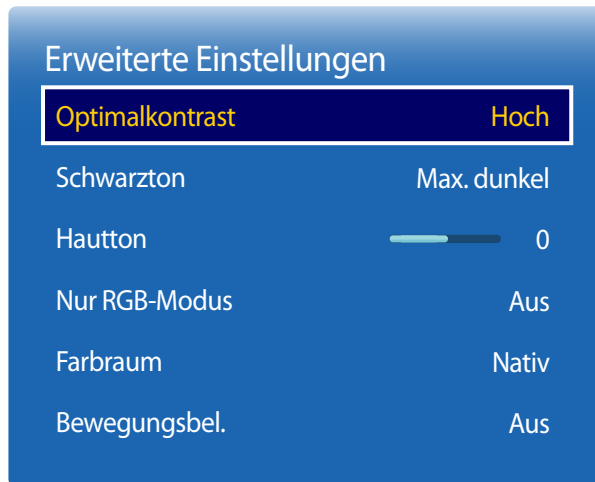 Erweiterte Einstellungen
Optimalkontrast Hoch
Schwarzton Max. dunkel
Hautton 0
Nur RGB-Modus Aus
Farbraum Nativ
Bewegungsbel. Aus